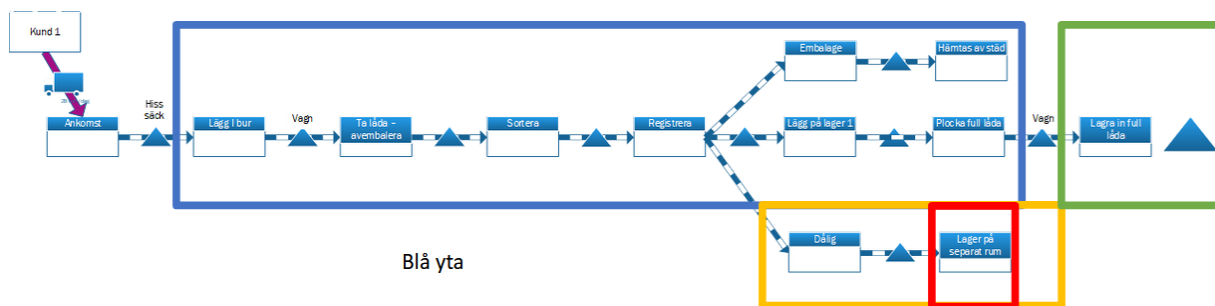 Kund 1
Ankomst
Hiss
säck
Lägg I bur
Vagn
Ta låda –
avembalera
Sortera
Registrera
Embalage
Hämtas av städ
Lägg på lager 1
Plocka full låda
Vagn
Lagra in full
låda
Dålig
Lager på
separat rum
Blå yta